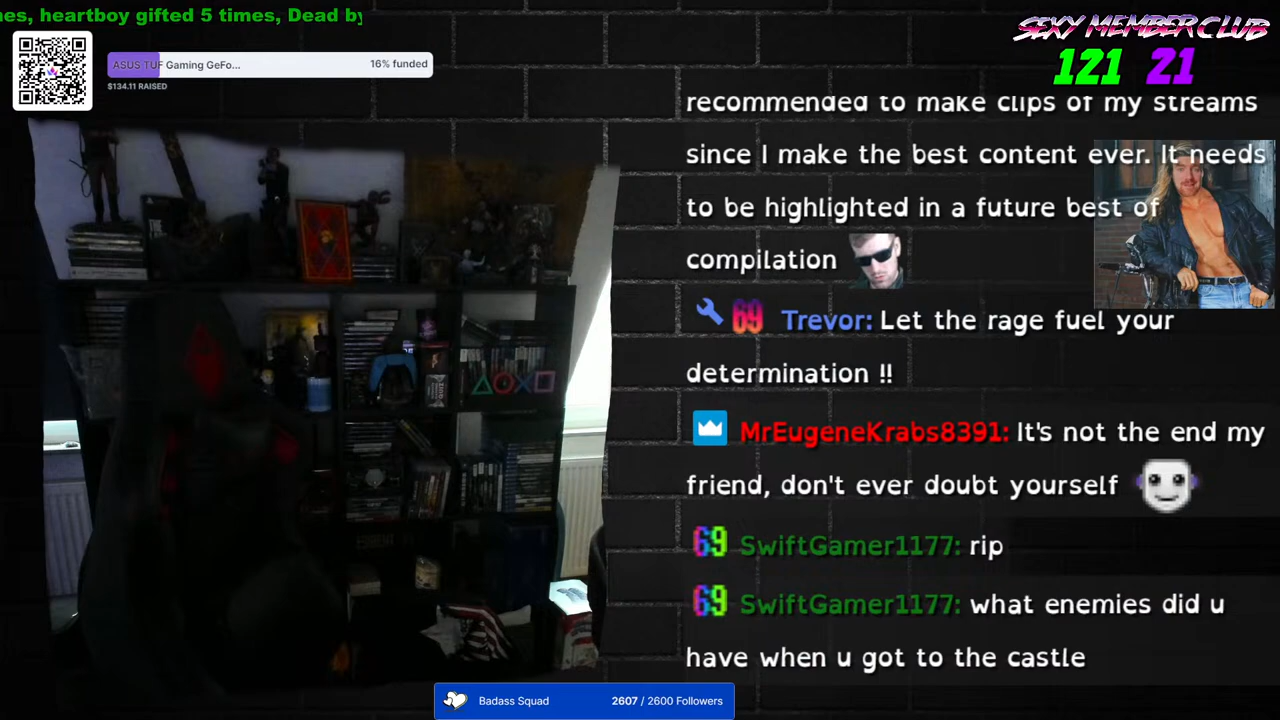 nes, heartboy gifted 5 times, Dead by
SEXY MEMBER CLUB
121 21
ASUS TUF Gaming GeFo... 16% funded
$134.11 RAISED
recommended to make clips of my streams
since I make the best content ever. It needs
to be highlighted in a future best of
compilation
69 Trevor: Let the rage fuel your
determination !!
MrEugeneKrabs8391: It's not the end my
friend, don't ever doubt yourself
69 SwiftGamer1177: rip
69 SwiftGamer1177: what enemies did u
have when u got to the castle
Badass Squad 2607 / 2600 Followers